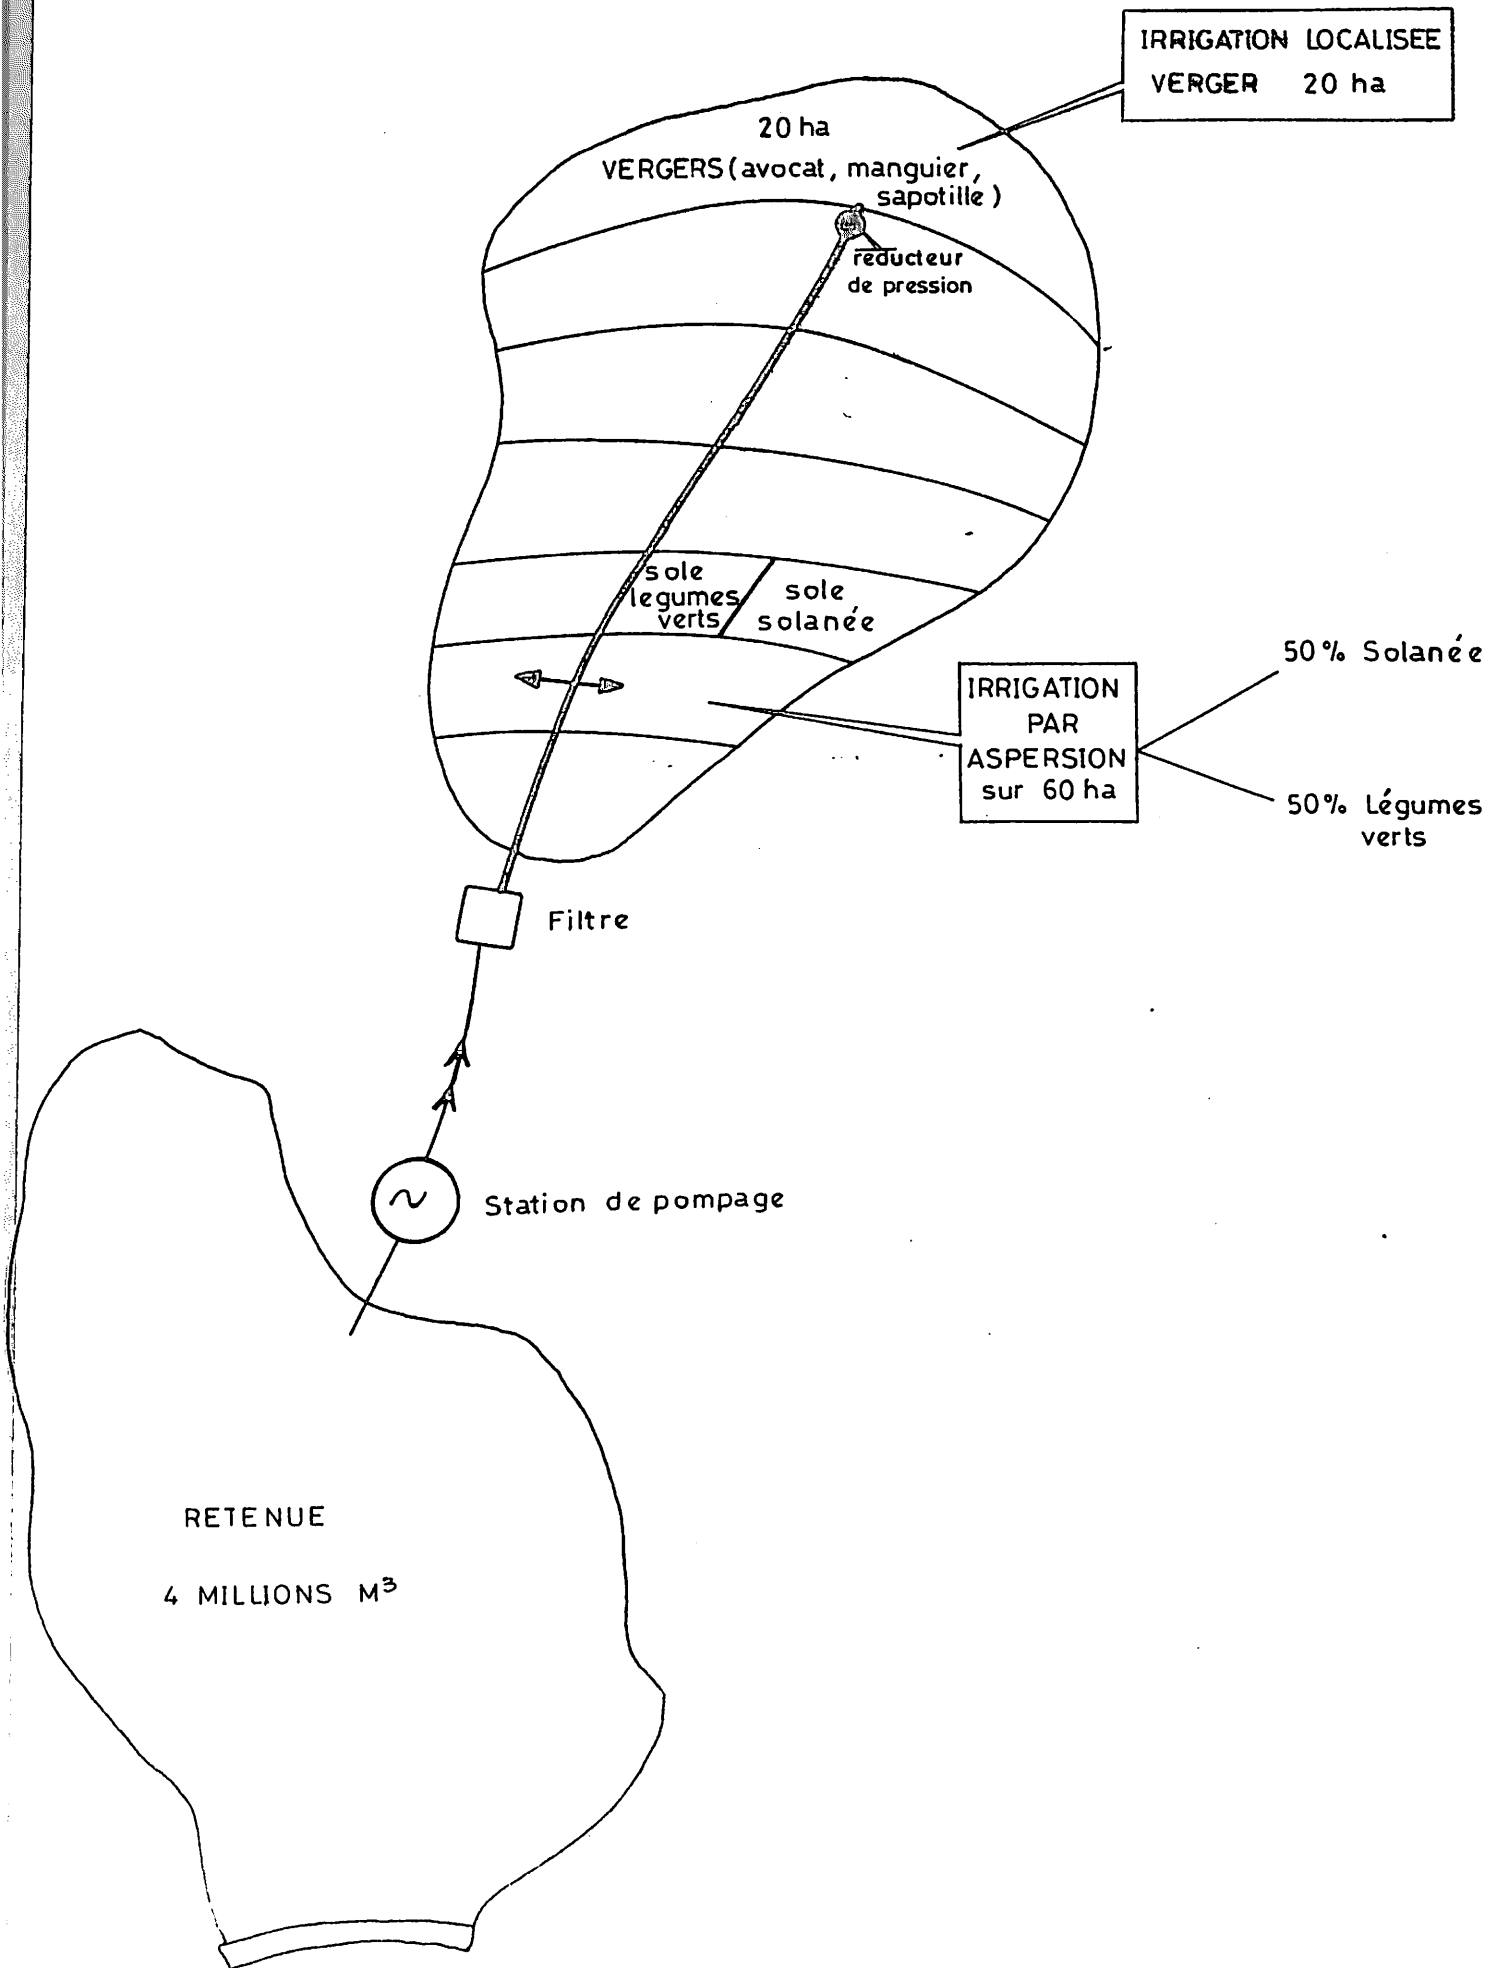 IRRIGATION LOCALISEE
VERGER 20 ha
20 ha
VERGERS (avocat, manguier,
sapotille)
réducteur
de pression
sole
legumes
verts
sole
solanée
50% Solanée
IRRIGATION
PAR
ASPERSION
sur 60 ha
50% Légumes
verts
Filtre
Station de pompage
RETENUE
4 MILLIONS M³